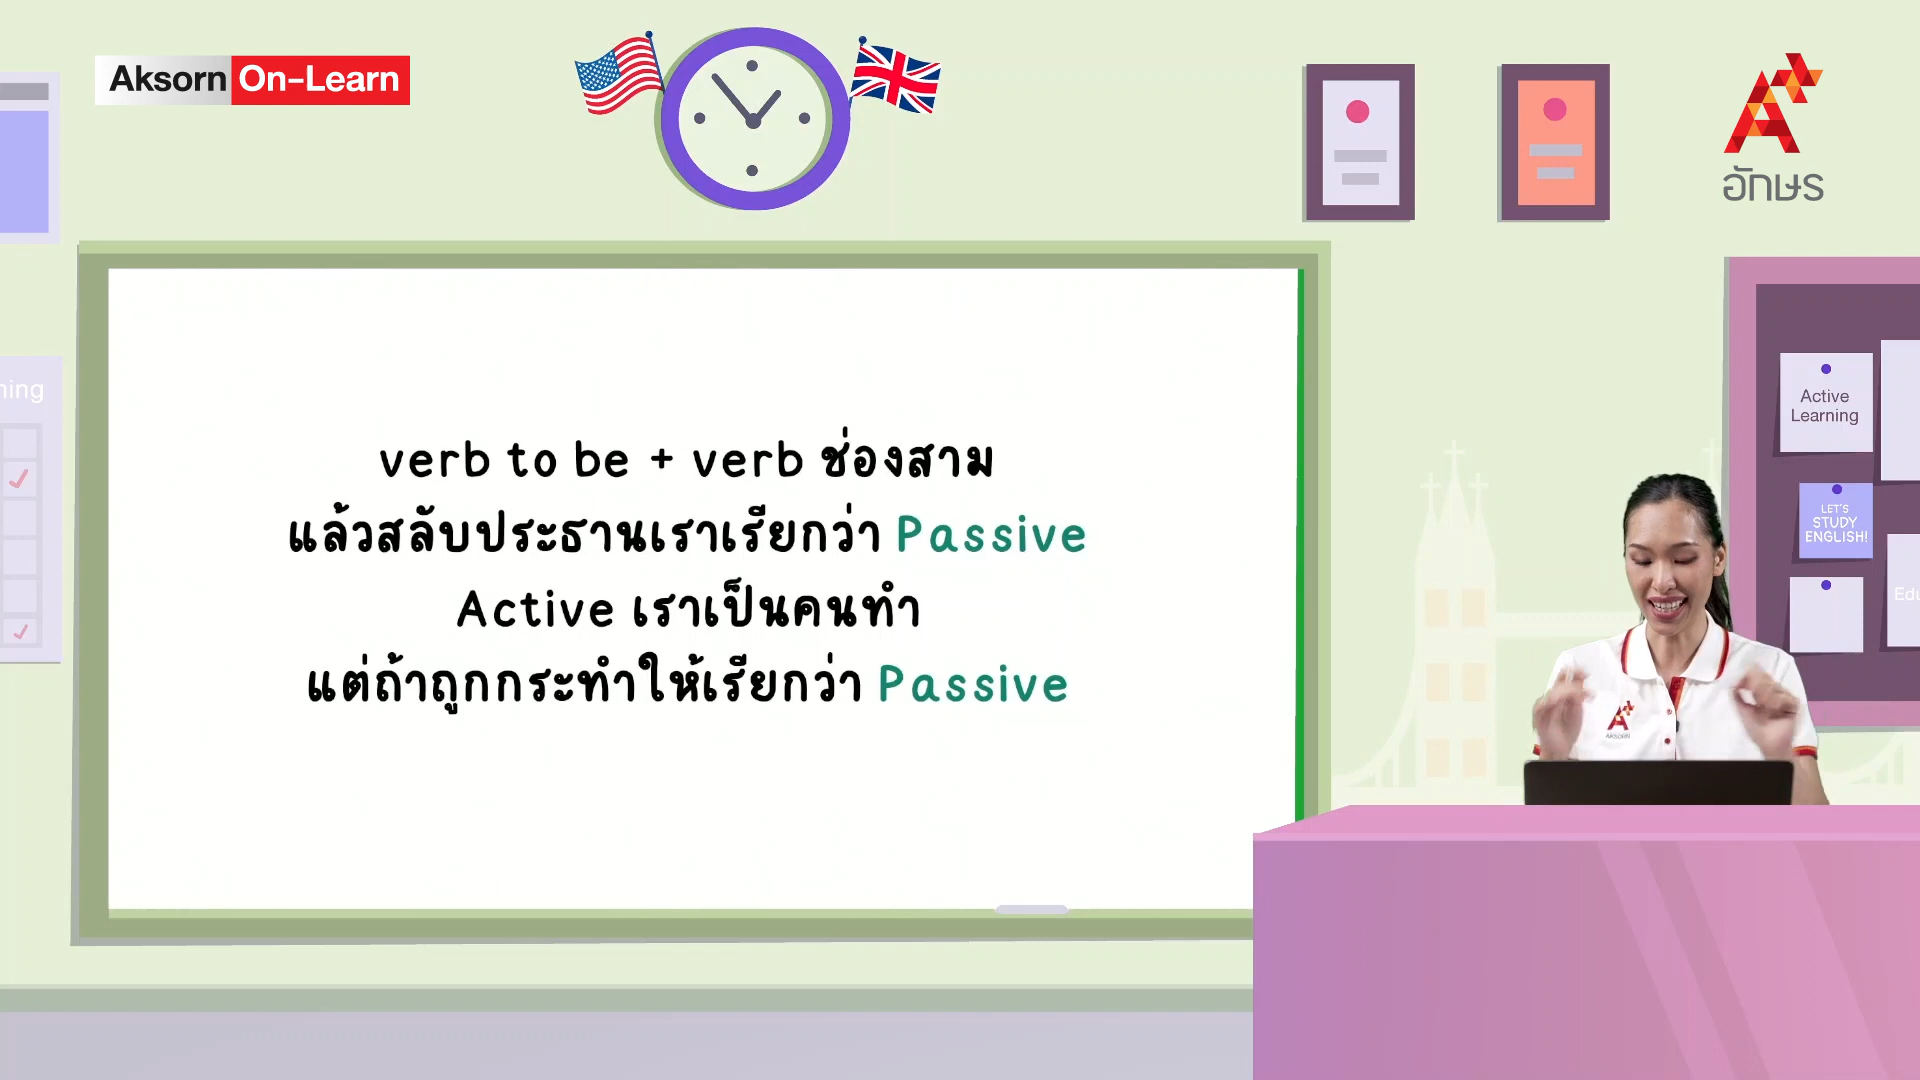 Aksorn On-Learn
อักษร
ning
verb to be + verb ช่องสาม
แล้วสลับประธานเราเรียกว่า Passive
Active เราเป็นคนทำ
แต่ถ้าถูกกระทำให้เรียกว่า Passive
Active
Learning
LET'S
STUDY
ENGLISH!
Edu
AKSORN